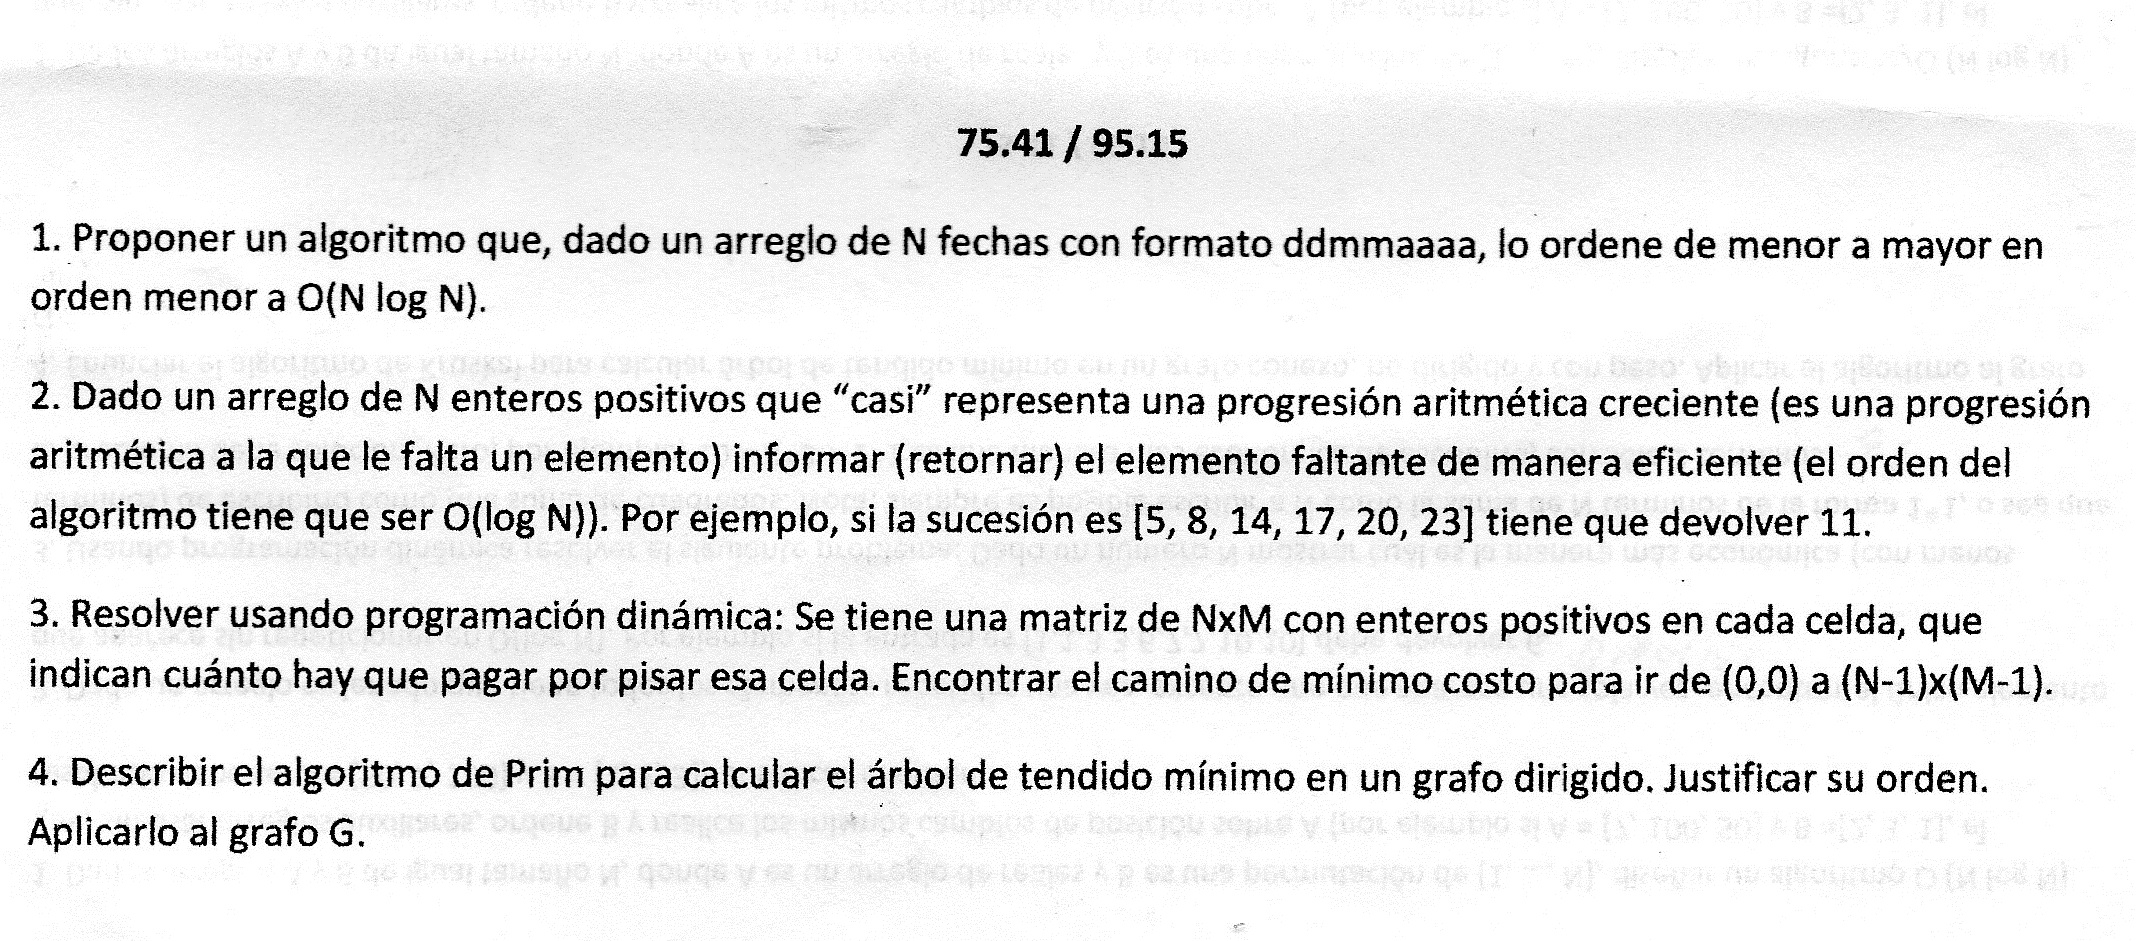 75.41 / 95.15
1. Proponer un algoritmo que, dado un arreglo de N fechas con formato ddmmaaaa, lo ordene de menor a mayor en
orden menor a O(N log N).
2. Dado un arreglo de N enteros positivos que “casi” representa una progresión aritmética creciente (es una progresión
aritmética a la que le falta un elemento) informar (retornar) el elemento faltante de manera eficiente (el orden del
algoritmo tiene que ser O(log N)). Por ejemplo, si la sucesión es [5, 8, 14, 17, 20, 23] tiene que devolver 11.
3. Resolver usando programación dinámica: Se tiene una matriz de NxM con enteros positivos en cada celda, que
indican cuánto hay que pagar por pisar esa celda. Encontrar el camino de mínimo costo para ir de (0,0) a (N-1)x(M-1).
4. Describir el algoritmo de Prim para calcular el árbol de tendido mínimo en un grafo dirigido. Justificar su orden.
Aplicarlo al grafo G.